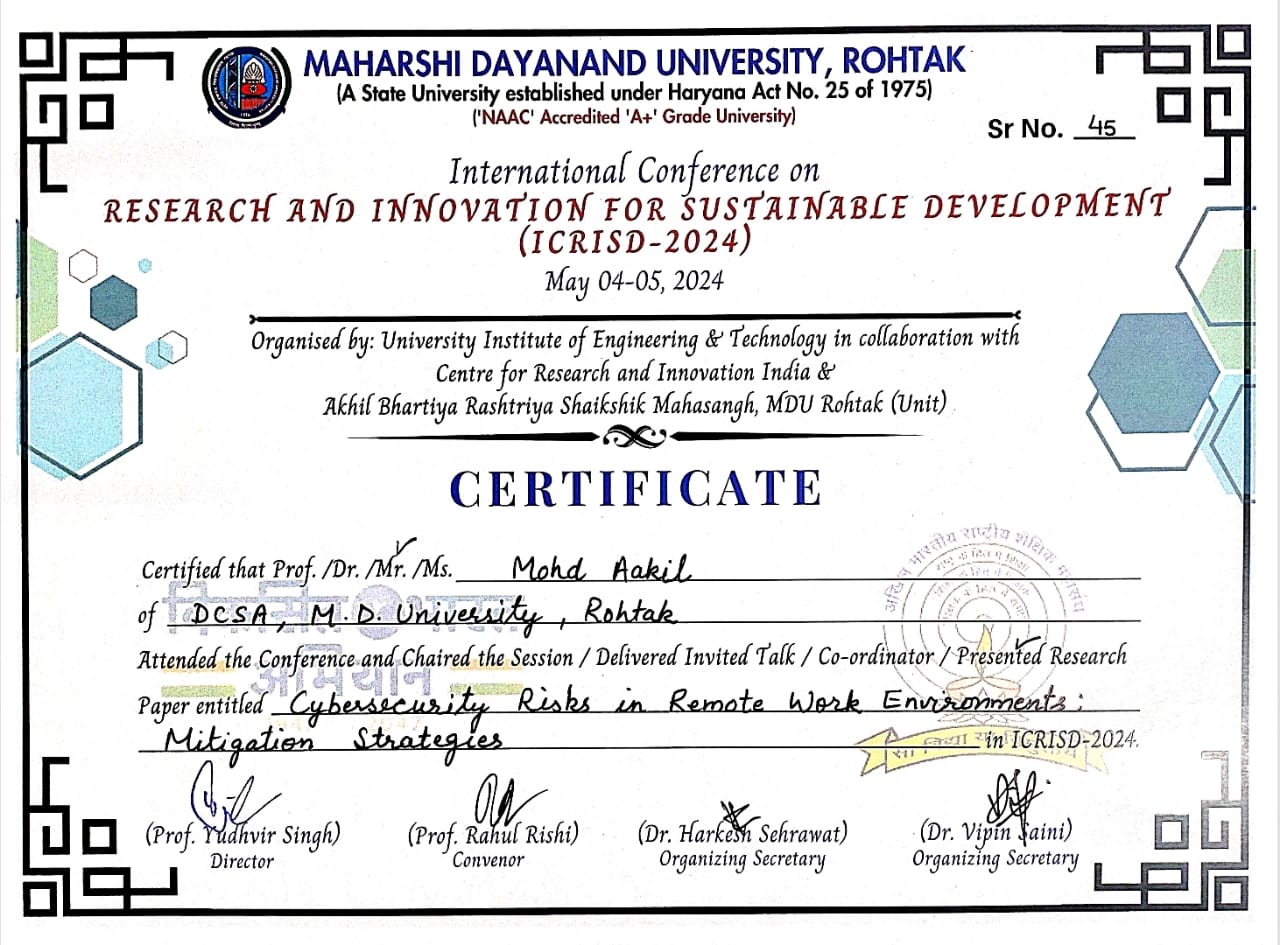 MAHARSHI DAYANAND UNIVERSITY, ROHTAK
(A State University established under Haryana Act No. 25 of 1975)
('NAAC' Accredited 'A+' Grade University)
Sr No. 45
International Conference on
RESEARCH AND INNOVATION FOR SUSTAINABLE DEVELOPMENT
(ICRISD-2024)
May 04-05, 2024
Organised by: University Institute of Engineering & Technology in collaboration with
Centre for Research and Innovation India &
Akhil Bhartiya Rashtriya Shaikshik Mahasangh, MDU Rohtak (Unit)
CERTIFICATE
Certified that Prof. /Dr. /Mr. /Ms. Mohd Aakil
of DCSA, M.D. University, Rohtak
Attended the Conference and Chaired the Session / Delivered Invited Talk / Co-ordinator / Presented Research
Paper entitled Cybersecurity Risks in Remote Work Environments:
Mitigation Strategies in ICRISD-2024.
(Prof. Yudhvir Singh) (Prof. Rahul Rishi) (Dr. Harkesh Sehrawat) (Dr. Vipin Saini)
Director Convenor Organizing Secretary Organizing Secretary
विकसित भारत
अभियान
अखिल भारतीय राष्ट्रीय शैक्षिक महासंघ